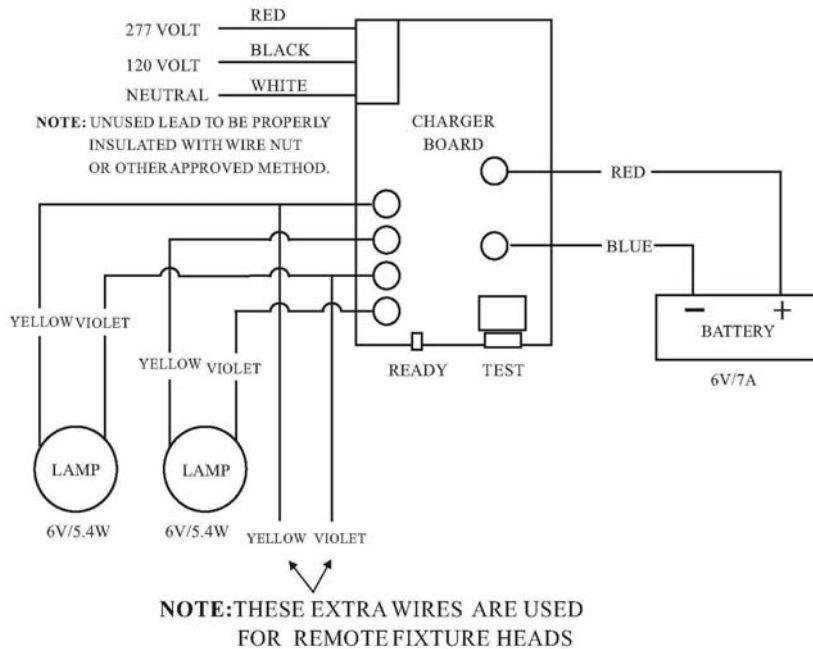 277 VOLT
RED
120 VOLT
BLACK
NEUTRAL
WHITE
NOTE: UNUSED LEAD TO BE PROPERLY
INSULATED WITH WIRE NUT
OR OTHER APPROVED METHOD.
CHARGER
BOARD
RED
BLUE
- +
BATTERY
6V/7A
READY
TEST
YELLOW
VIOLET
YELLOW
VIOLET
LAMP
LAMP
6V/5.4W
6V/5.4W
YELLOW
VIOLET
NOTE:THESE EXTRA WIRES ARE USED
FOR REMOTE FIXTURE HEADS